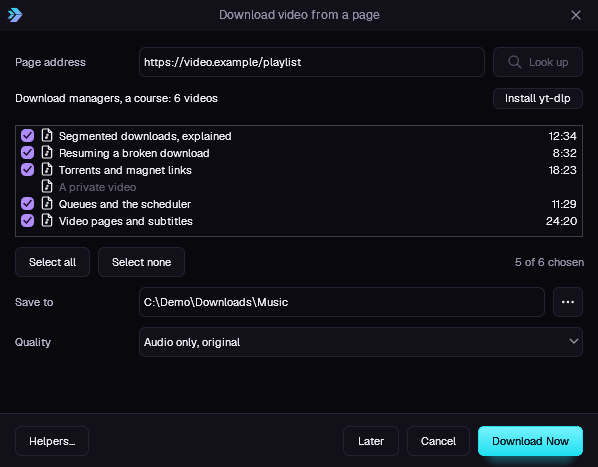 Download video from a page
Page address
https://video.example/playlist
Look up
Download managers, a course: 6 videos
Install yt-dlp
Segmented downloads, explained 12:34
Resuming a broken download 8:32
Torrents and magnet links 18:23
A private video
Queues and the scheduler 11:29
Video pages and subtitles 24:20
Select all
Select none
5 of 6 chosen
Save to
C:\Demo\Downloads\Music
...
Quality
Audio only, original
Helpers...
Later
Cancel
Download Now